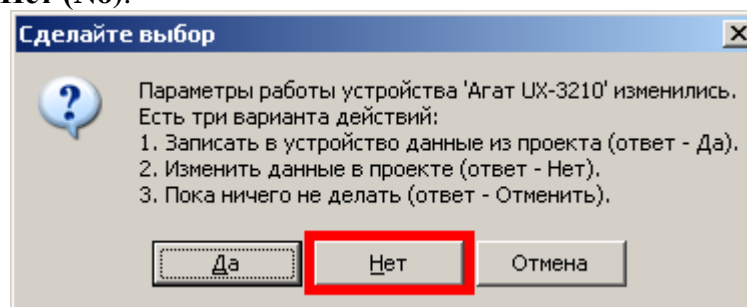 Нет (No).
Сделайте выбор
Параметры работы устройства 'Агат UX-3210' изменились.
Есть три варианта действий:
1. Записать в устройство данные из проекта (ответ - Да).
2. Изменить данные в проекте (ответ - Нет).
3. Пока ничего не делать (ответ - Отменить).
Да Нет Отмена